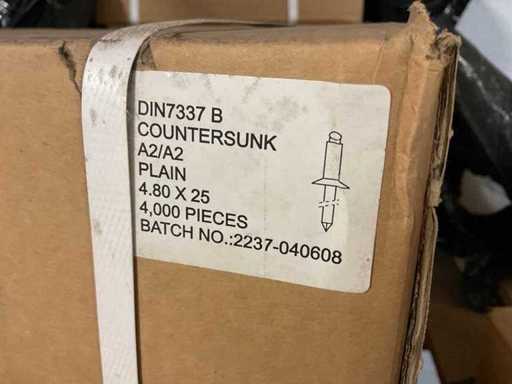 DIN7337 B
COUNTERSUNK
A2/A2
PLAIN
4.80 X 25
4,000 PIECES
BATCH NO.:2237-040608